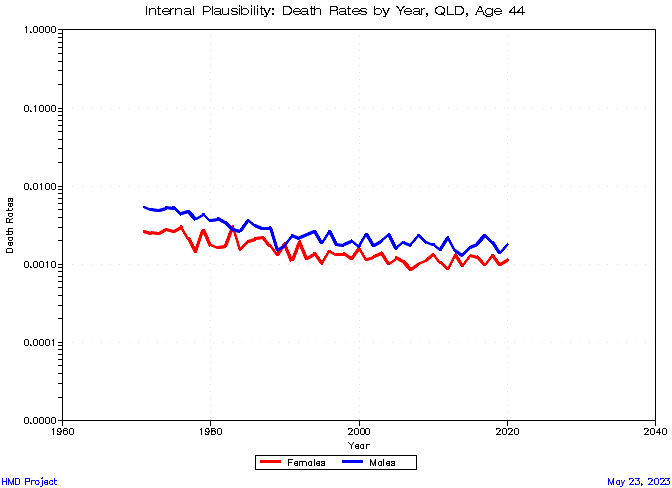 Internal Plausibility: Death Rates by Year, QLD, Age 44
1.0000
0.1000
0.0100
0.0010
0.0001
0.0000
Death Rates
1960
1980
2000
2020
2040
Year
Females
Males
HMD Project
May 23, 2023